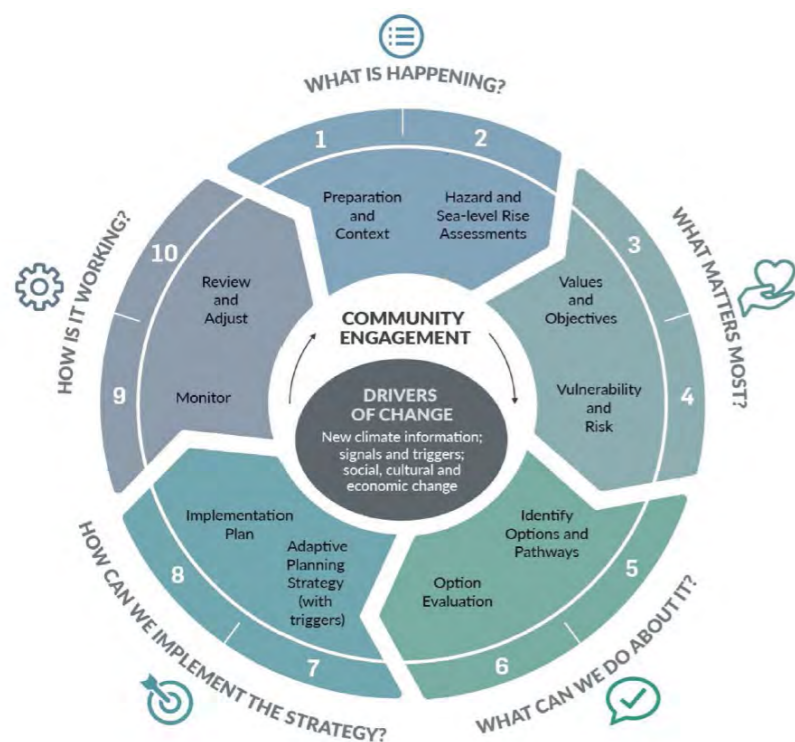 WHAT IS HAPPENING?
1
2
Preparation
and
Context
Hazard and
Sea-level Rise
Assessments
WHAT MATTERS MOST?
3
4
Values
and
Objectives
Vulnerability
and
Risk
WHAT CAN WE DO ABOUT IT?
5
6
Identify
Options and
Pathways
Option
Evaluation
HOW CAN WE IMPLEMENT THE STRATEGY?
7
8
Adaptive
Planning
Strategy
(with
triggers)
Implementation
Plan
HOW IS IT WORKING?
9
10
Monitor
Review
and
Adjust
COMMUNITY
ENGAGEMENT
DRIVERS
OF CHANGE
New climate information;
signals and triggers;
social, cultural and
economic change